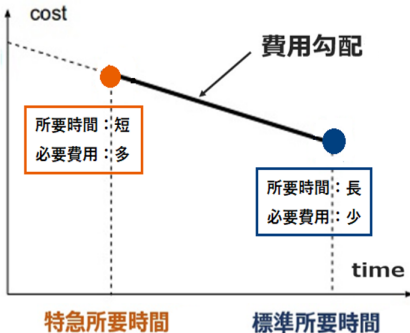 cost
費用勾配
所要時間：短
必要費用：多
所要時間：長
必要費用：少
time
特急所要時間
標準所要時間